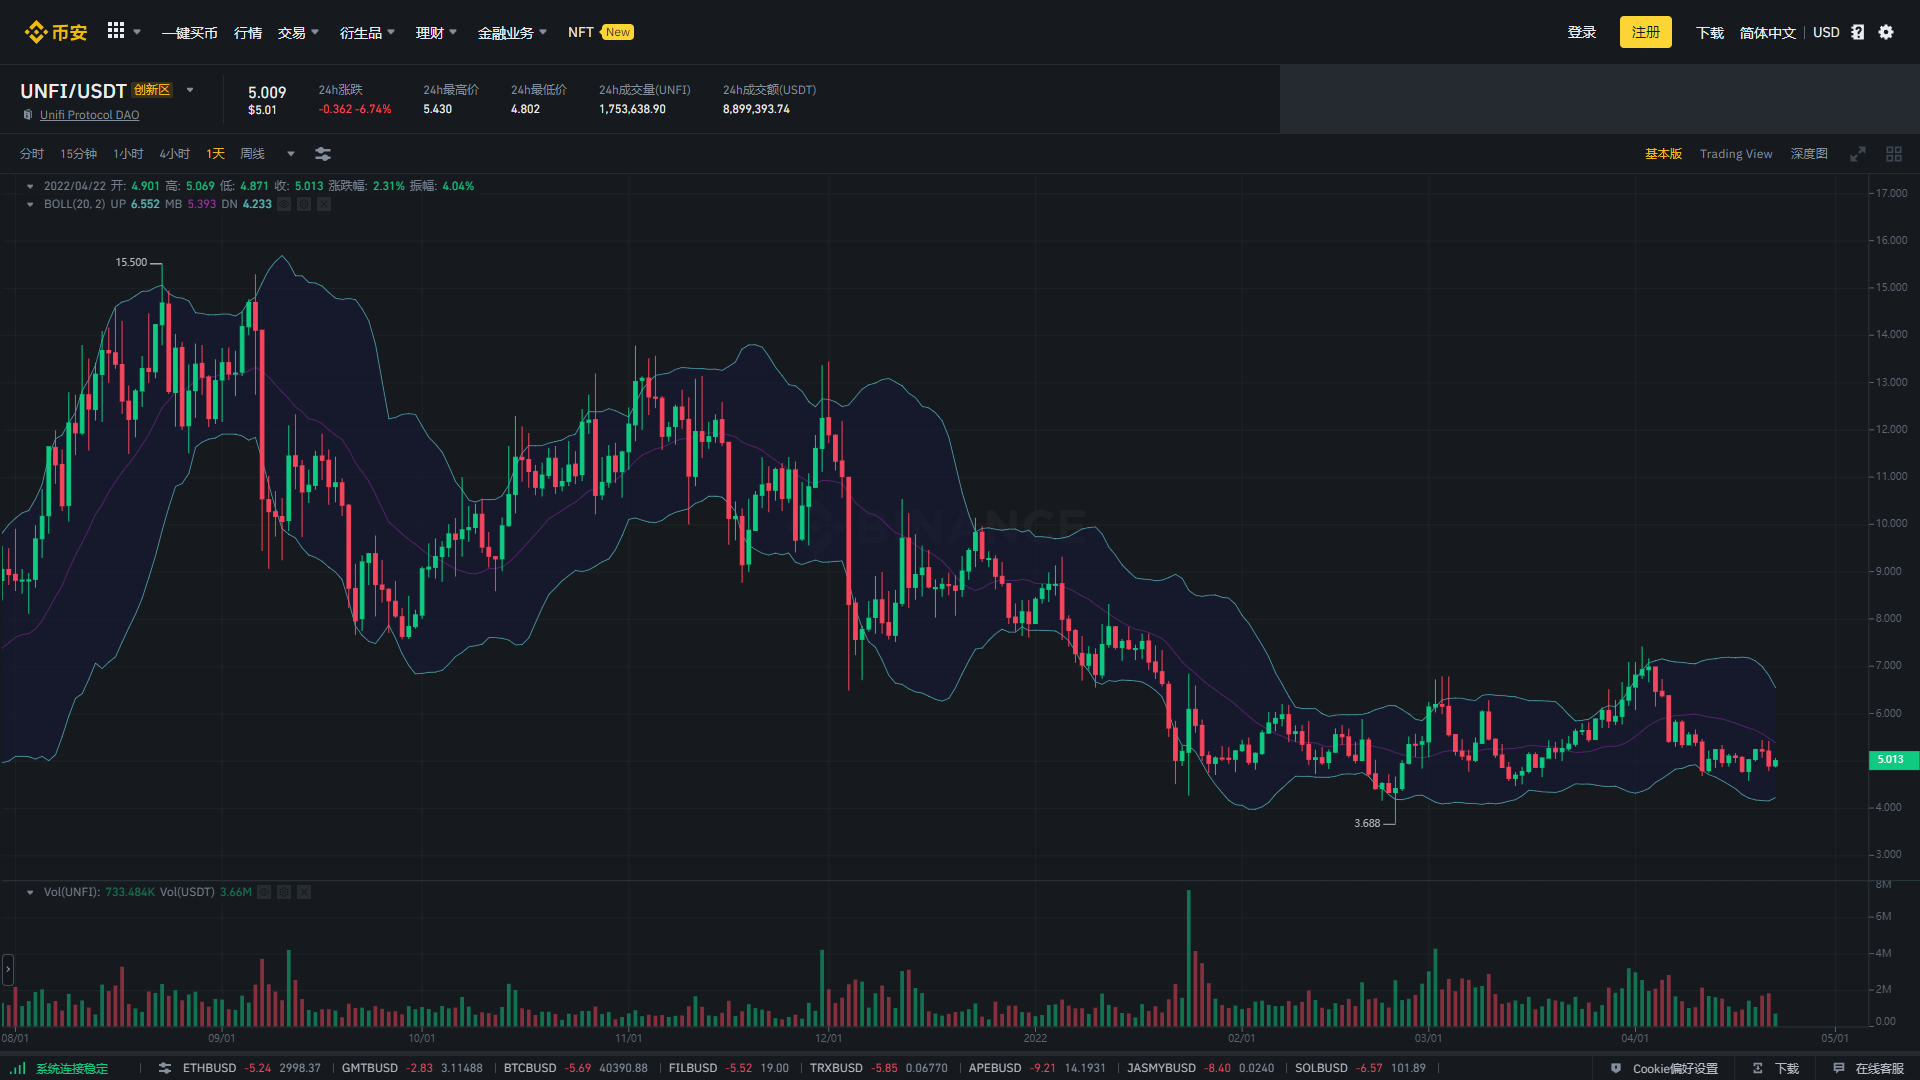 币安 一键买币 行情 交易 衍生品 理财 金融业务 NFT New 登录 注册 下载 简体中文 USD
UNFI/USDT 创新区
Unifi Protocol DAO
5.009
$5.01
24h涨跌
-0.362 -6.74%
24h最高价
5.430
24h最低价
4.802
24h成交量(UNFI)
1,753,638.90
24h成交额(USDT)
8,899,393.74
分时 15分钟 1小时 4小时 1天 周线 基本版 Trading View 深度图
2022/04/22 开: 4.901 高: 5.069 低: 4.871 收: 5.013 涨跌幅: 2.31% 振幅: 4.04%
BOLL(20, 2) UP 6.552 MB 5.393 DN 4.233
17.000
16.000
15.500
15.000
14.000
13.000
12.000
11.000
10.000
BINANCE
9.000
8.000
7.000
6.000
5.013
4.000
3.688
3.000
Vol(UNFI): 733.484K Vol(USDT) 3.66M
8M
6M
4M
2M
0.00
08/01 09/01 10/01 11/01 12/01 2022 02/01 03/01 04/01 05/01
系统连接稳定 ETHBUSD -5.24 2998.37 GMTBUSD -2.83 3.11488 BTCBUSD -5.69 40390.88 FILBUSD -5.52 19.00 TRXBUSD -5.85 0.06770 APEBUSD -9.21 14.1931 JASMYBUSD -8.40 0.0240 SOLBUSD -6.57 101.89 Cookie偏好设置 下载 在线客服